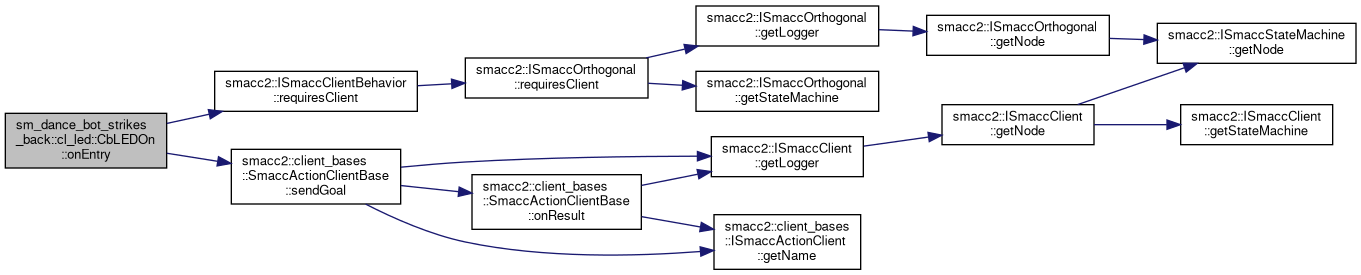 sm_dance_bot_strikes
_back::cl_led::CbLEDOn
::onEntry
smacc2::ISmaccClientBehavior
::requiresClient
smacc2::client_bases
::SmaccActionClientBase
::sendGoal
smacc2::ISmaccOrthogonal
::requiresClient
smacc2::client_bases
::SmaccActionClientBase
::onResult
smacc2::ISmaccOrthogonal
::getLogger
smacc2::ISmaccOrthogonal
::getStateMachine
smacc2::ISmaccClient
::getLogger
smacc2::client_bases
::ISmaccActionClient
::getName
smacc2::ISmaccOrthogonal
::getNode
smacc2::ISmaccClient
::getNode
smacc2::ISmaccStateMachine
::getNode
smacc2::ISmaccClient
::getStateMachine